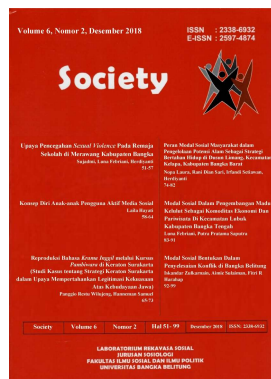 Volume 6, Nomor 2, Desember 2018
ISSN : 2338-6932
E-ISSN : 2597-4874
Society
Upaya Pencegahan Sexual Violence Pada Remaja
Sekolah di Merawang Kabupaten Bangka
Sujadmi, Luna Febriani, Herdiyanti
51-57
Konsep Diri Anak-anak Pengguna Aktif Media Sosial
Laila Hayati
58-64
Reproduksi Bahasa Krama Inggil melalui Kursus
Pambiwara di Keraton Surakarta
(Studi Kasus tentang Strategi Keraton Surakarta
dalam Upaya Mempertahankan Legitimasi Kekuasaan
Atas Kebudayaan Jawa)
Panggio Restu Wilujeng, Hamsenan Samuel
65-73
Peran Modal Sosial Masyarakat dalam
Pengelolaan Potensi Alam Sebagai Strategi
Bertahan Hidup di Dusun Limang, Kecamatan
Kelapa, Kabupaten Bangka Barat
Nopa Laura, Rani Dian Sari, Irfandi Setiawan,
Herdiyanti
74-82
Modal Sosial Dalam Pengembangan Madu
Kelulut Sebagai Komoditas Ekonomi Dan
Pariwisata Di Kecamatan Lubuk
Kabupaten Bangka Tengah
Luna Febriani, Putra Pratama Saputra
83-91
Modal Sosial Bentukan Dalam
Penyelesaian Konflik di Bangka Belitung
Iskandar Zulkarnain, Aimie Sulaiman, Fitri R
Harahap
92-99
Society Volume 6 Nomor 2 Hal 51- 99 Desember 2018 ISSN. 2338-6932
LABORATORIUM REKAYASA SOSIAL
JURUSAN SOSIOLOGI
FAKULTAS ILMU SOSIAL DAN ILMU POLITIK
UNIVERSITAS BANGKA BELITUNG